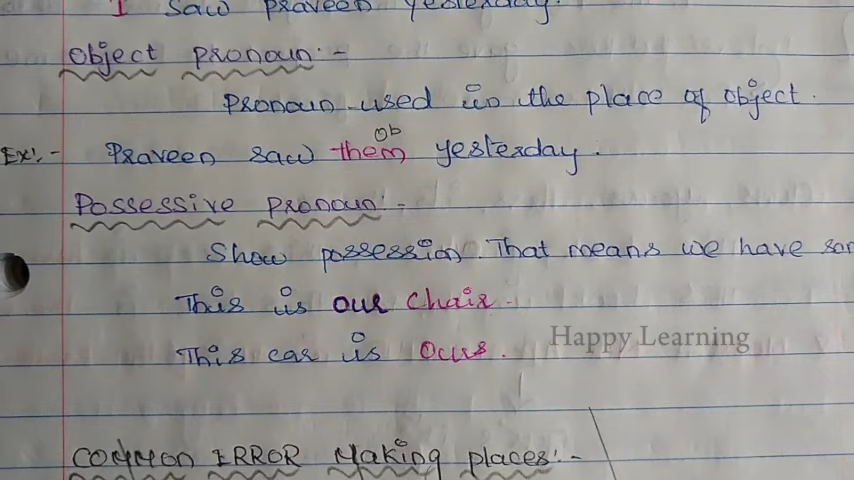 I saw Praveen yesterday.
Object pronoun :-
Pronoun used in the place of object.
Ob
Ex:- Praveen saw them yesterday.
Possessive pronoun :-
Show possession. That means we have
This is our chair.
This car is ours.
Happy Learning
COMMON ERROR Making places :-